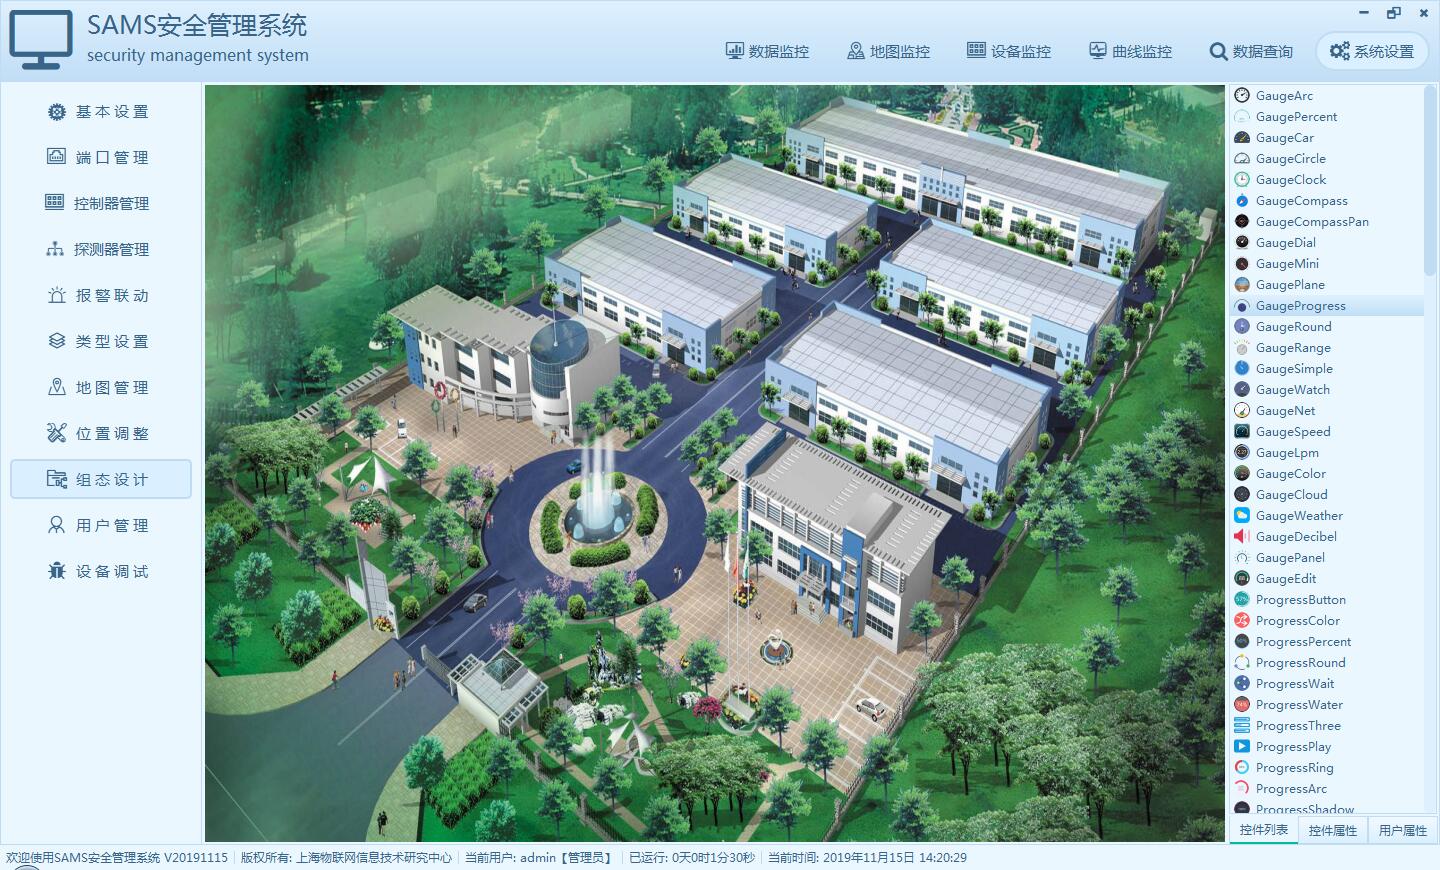 SAMS安全管理系统
security management system
数据监控
地图监控
设备监控
曲线监控
数据查询
系统设置
基本设置
端口管理
控制器管理
探测器管理
报警联动
类型设置
地图管理
位置调整
组态设计
用户管理
设备调试
GaugeArc
GaugePercent
GaugeCar
GaugeCircle
GaugeClock
GaugeCompass
GaugeCompassPan
GaugeDial
GaugeMini
GaugePlane
GaugeProgress
GaugeRound
GaugeRange
GaugeSimple
GaugeWatch
GaugeNet
GaugeSpeed
GaugeLpm
GaugeColor
GaugeCloud
GaugeWeather
GaugeDecibel
GaugePanel
GaugeEdit
ProgressButton
ProgressColor
ProgressPercent
ProgressRound
ProgressWait
ProgressWater
ProgressThree
ProgressPlay
ProgressRing
ProgressArc
ProgressShadow
控件列表
控件属性
用户属性
欢迎使用SAMS安全管理系统 V20191115
版权所有: 上海物联网信息技术研究中心
当前用户: admin【管理员】
已运行: 0天0时1分30秒
当前时间: 2019年11月15日 14:20:29